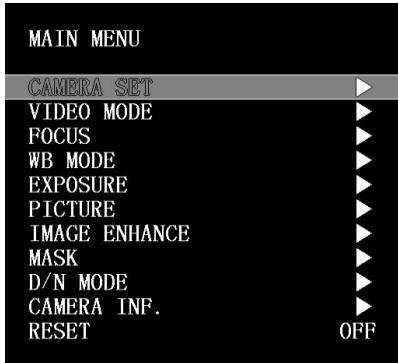 MAIN MENU
CAMERA SET
VIDEO MODE
FOCUS
WB MODE
EXPOSURE
PICTURE
IMAGE ENHANCE
MASK
D/N MODE
CAMERA INF.
RESET OFF